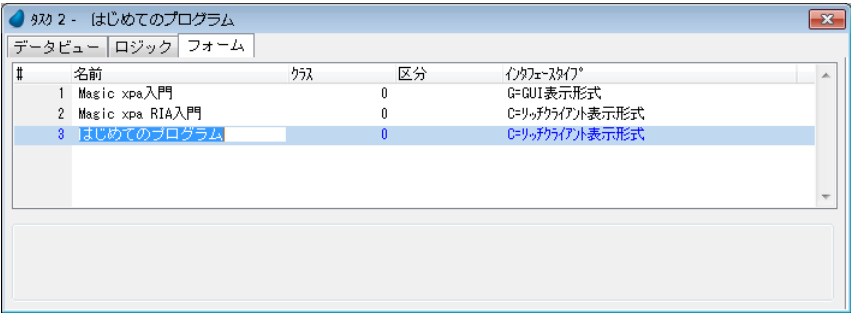 ﾀｽｸ 2 - はじめてのプログラム
データビュー ロジック フォーム
# 名前 ｸﾗｽ 区分 ｲﾝﾀﾌｪｰｽﾀｲﾌﾟ
1 Magic xpa入門 0 G=GUI表示形式
2 Magic xpa RIA入門 0 C=ﾘｯﾁｸﾗｲｱﾝﾄ表示形式
3 はじめてのプログラム 0 C=ﾘｯﾁｸﾗｲｱﾝﾄ表示形式